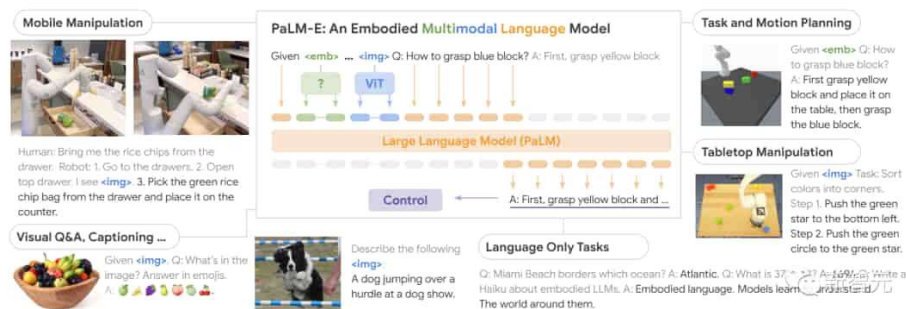 Mobile Manipulation
Human: Bring me the rice chips from the
drawer. Robot: 1. Go to the drawers, 2. Open
top drawer. I see <img>. 3. Pick the green rice
chip bag from the drawer and place it on the
counter.
Visual Q&A, Captioning ...
Given <img>. Q: What's in the
image? Answer in emojis.
A:
PaLM-E: An Embodied Multimodal Language Model
Given <emb> ... <img> Q: How to grasp blue block? A: First, grasp yellow block
?
ViT
Large Language Model (PaLM)
Control
A: First, grasp yellow block and ...
Describe the following
<img>:
A dog jumping over a
hurdle at a dog show.
Language Only Tasks
Q: Miami Beach borders which ocean? A: Atlantic. Q: What is 37 Write a
Haiku about embodied LLMs. A: Embodied language. Models learn
The world around them.
Task and Motion Planning
Given <emb> Q: How
to grasp blue block?
A: First grasp yellow
block and place it on
the table, then grasp
the blue block.
Tabletop Manipulation
Given <img> Task: Sort
colors into corners.
Step 1. Push the green
star to the bottom left.
Step 2. Push the green
circle to the green star.
新智元